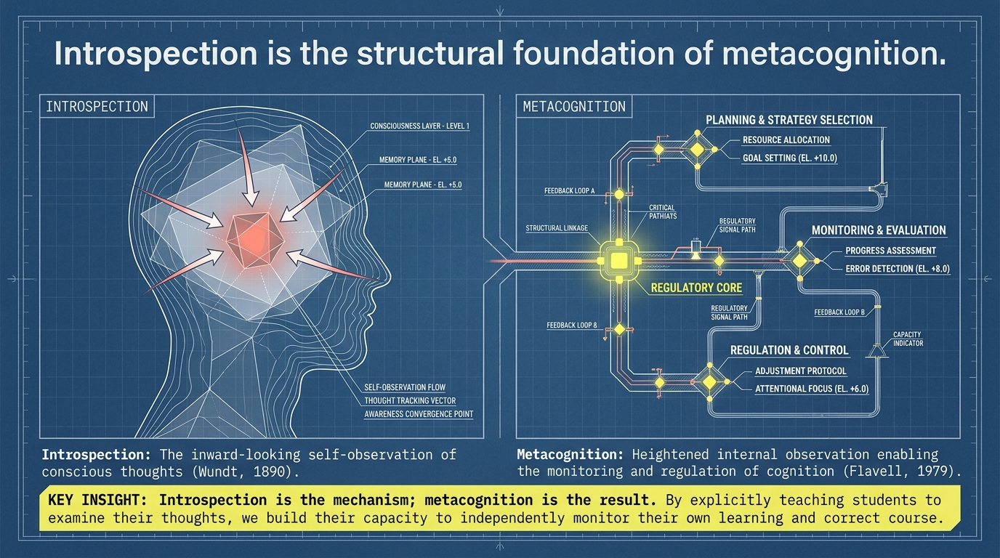 Introspection is the structural foundation of metacognition.
INTROSPECTION
CONSCIOUSNESS LAYER - LEVEL 1
MEMORY PLANE - EL. +5.0
MEMORY PLANE - EL. +5.0
SELF-OBSERVATION FLOW
THOUGHT TRACKING VECTOR
AWARENESS CONVERGENCE POINT
METACOGNITION
PLANNING & STRATEGY SELECTION
RESOURCE ALLOCATION
GOAL SETTING (EL. +10.0)
FEEDBACK LOOP A
CRITICAL
PATHIATS
STRUCTURAL LINKAGE
BEGULATORY
SIGNAL PATH
MONITORING & EVALUATION
PROGRESS ASSESSMENT
ERROR DETECTION (EL. +8.0)
REGULATORY CORE
REGULATORY
SIGNAL PATH
FEEDBACK LOOP B
FEEDBACK LOOP 8
CAPACITY
INDICATOR
REGULATION & CONTROL
ADJUSTMENT PROTOCOL
ATTENTIONAL FOCUS (EL. +6.0)
Introspection: The inward-looking self-observation of
conscious thoughts (Wundt, 1890).
Metacognition: Heightened internal observation enabling
the monitoring and regulation of cognition (Flavell, 1979).
KEY INSIGHT: Introspection is the mechanism; metacognition is the result. By explicitly teaching students to
examine their thoughts, we build their capacity to independently monitor their own learning and correct course.